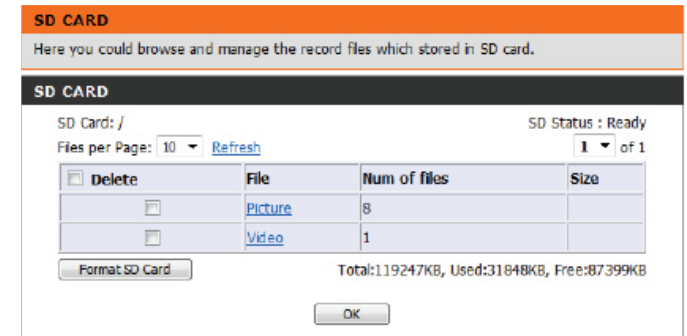 SD CARD
Here you could browse and manage the record files which stored in SD card.
SD CARD
SD Card: / SD Status : Ready
Files per Page: 10 Refresh 1 of 1
Delete File Num of files Size
Picture 8
Video 1
Format SD Card Total:119247KB, Used:31848KB, Free:87399KB
OK